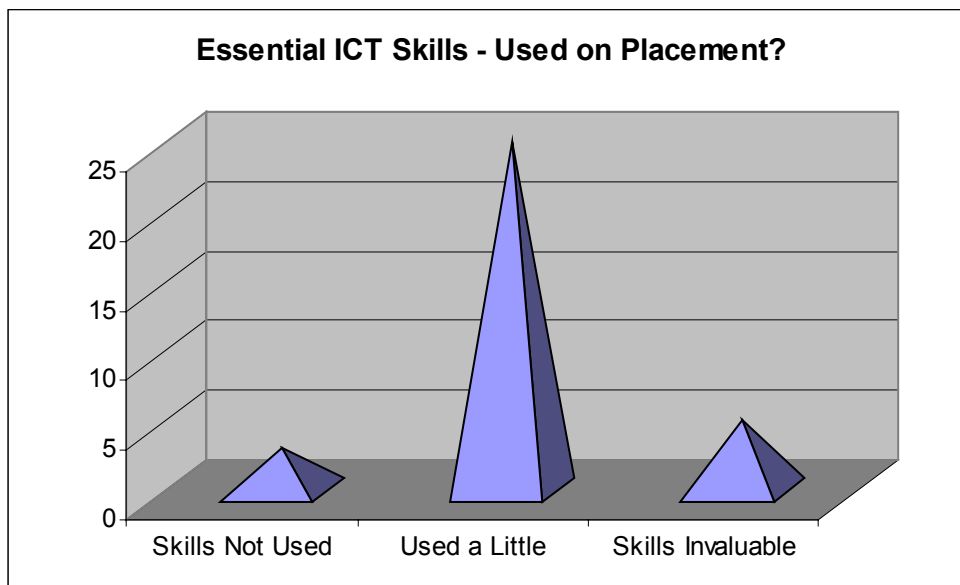 Essential ICT Skills - Used on Placement?
25
20
15
10
5
0
Skills Not Used
Used a Little
Skills Invaluable